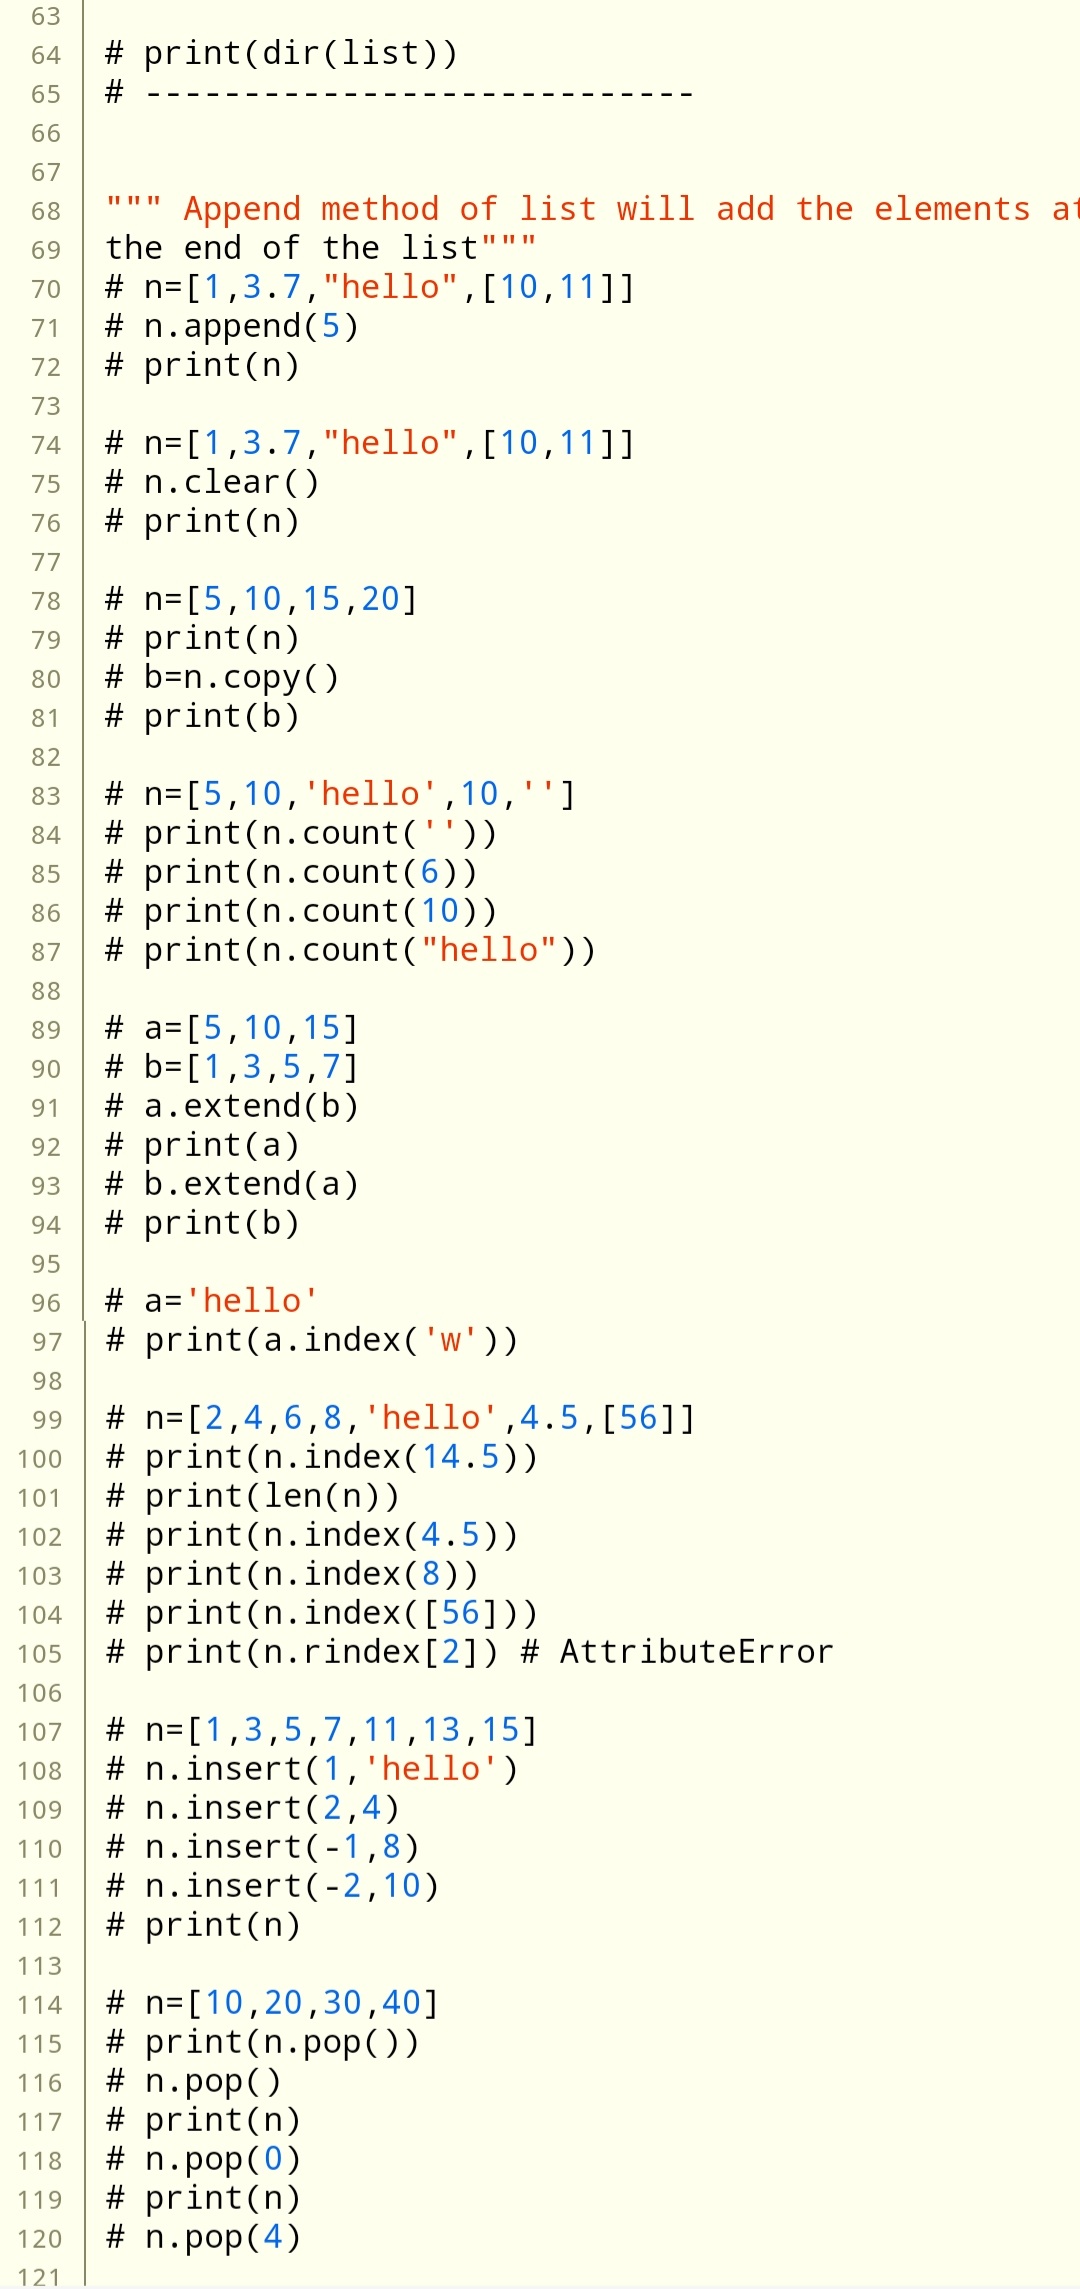 63
64 # print(dir(list))
65 # ----------------------------
66
67
68 """ Append method of list will add the elements at
69 the end of the list"""
70 # n=[1,3.7,"hello",[10,11]]
71 # n.append(5)
72 # print(n)
73
74 # n=[1,3.7,"hello",[10,11]]
75 # n.clear()
76 # print(n)
77
78 # n=[5,10,15,20]
79 # print(n)
80 # b=n.copy()
81 # print(b)
82
83 # n=[5,10,'hello',10,'']
84 # print(n.count(''))
85 # print(n.count(6))
86 # print(n.count(10))
87 # print(n.count("hello"))
88
89 # a=[5,10,15]
90 # b=[1,3,5,7]
91 # a.extend(b)
92 # print(a)
93 # b.extend(a)
94 # print(b)
95
96 # a='hello'
97 # print(a.index('w'))
98
99 # n=[2,4,6,8,'hello',4.5,[56]]
100 # print(n.index(14.5))
101 # print(len(n))
102 # print(n.index(4.5))
103 # print(n.index(8))
104 # print(n.index([56]))
105 # print(n.rindex[2]) # AttributeError
106
107 # n=[1,3,5,7,11,13,15]
108 # n.insert(1,'hello')
109 # n.insert(2,4)
110 # n.insert(-1,8)
111 # n.insert(-2,10)
112 # print(n)
113
114 # n=[10,20,30,40]
115 # print(n.pop())
116 # n.pop()
117 # print(n)
118 # n.pop(0)
119 # print(n)
120 # n.pop(4)
121